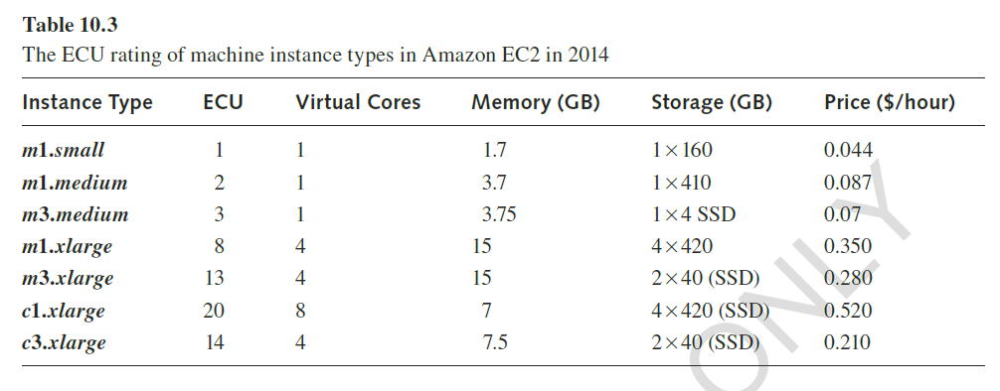 Table 10.3
The ECU rating of machine instance types in Amazon EC2 in 2014
Instance Type ECU Virtual Cores Memory (GB) Storage (GB) Price ($/hour)
m1.small 1 1 1.7 1×160 0.044
m1.medium 2 1 3.7 1×410 0.087
m3.medium 3 1 3.75 1×4 SSD 0.07
m1.xlarge 8 4 15 4×420 0.350
m3.xlarge 13 4 15 2×40 (SSD) 0.280
c1.xlarge 20 8 7 4×420 (SSD) 0.520
c3.xlarge 14 4 7.5 2×40 (SSD) 0.210
ONLY